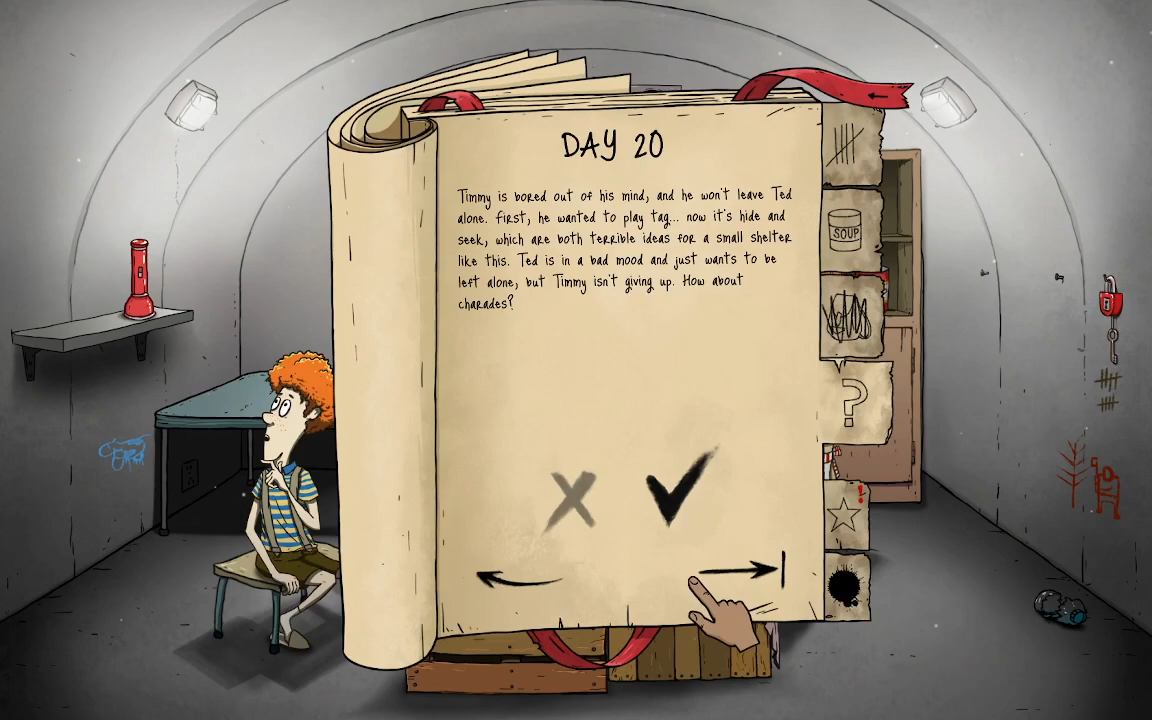 DAY 20
Timmy is bored out of his mind, and he won't leave Ted
alone. First, he wanted to play tag... now it's hide and
seek, which are both terrible ideas for a small shelter
like this. Ted is in a bad mood and just wants to be
left alone, but Timmy isn't giving up. How about
charades?
SOUP
?
!